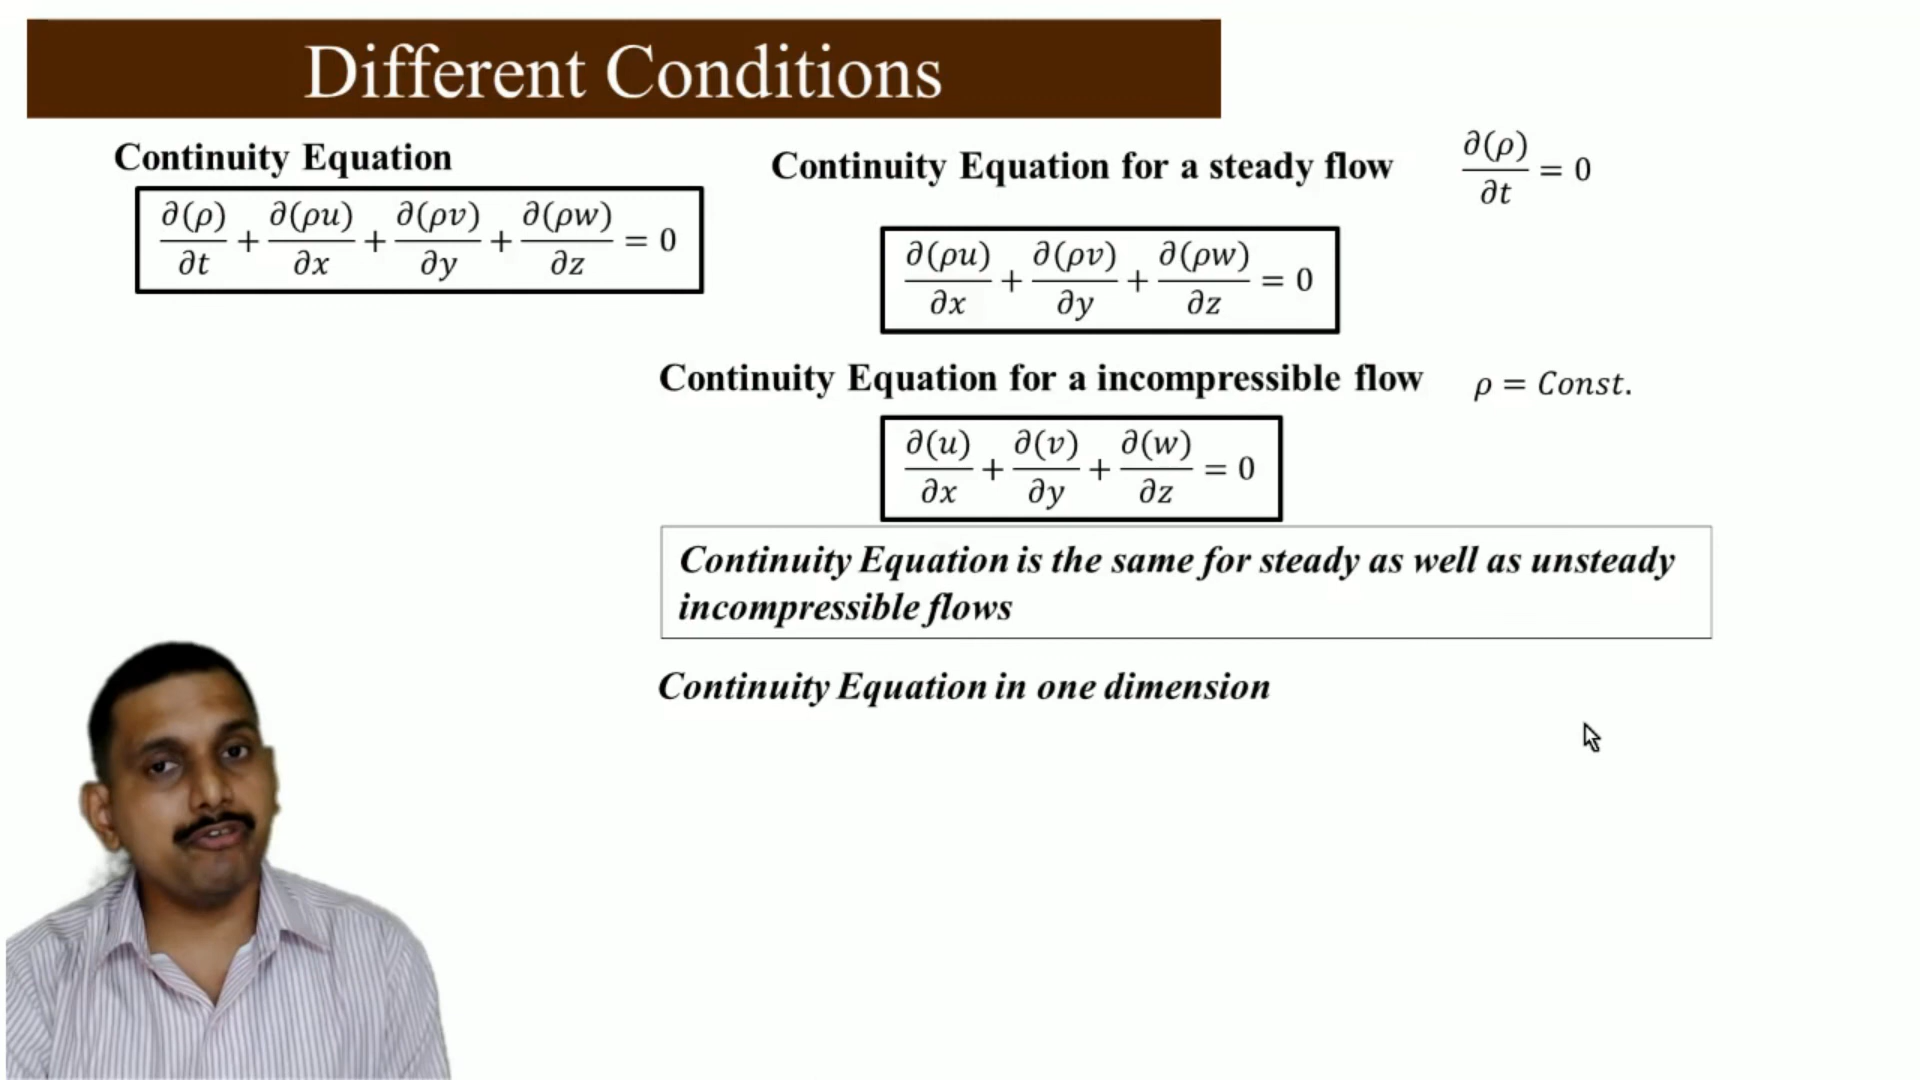 Different Conditions
Continuity Equation
∂(ρ)/∂t + ∂(ρu)/∂x + ∂(ρv)/∂y + ∂(ρw)/∂z = 0
Continuity Equation for a steady flow
∂(ρ)/∂t = 0
∂(ρu)/∂x + ∂(ρv)/∂y + ∂(ρw)/∂z = 0
Continuity Equation for a incompressible flow
ρ = Const.
∂(u)/∂x + ∂(v)/∂y + ∂(w)/∂z = 0
Continuity Equation is the same for steady as well as unsteady
incompressible flows
Continuity Equation in one dimension